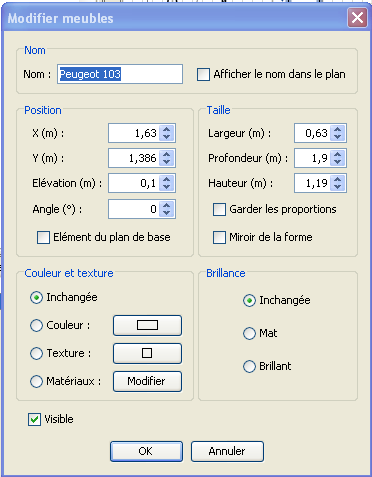 Modifier meubles
Nom
Nom : Peugeot 103 Afficher le nom dans le plan
Position
X (m) : 1,63
Y (m) : 1,386
Elévation (m) : 0,1
Angle (°) : 0
Elément du plan de base
Taille
Largeur (m) : 0,63
Profondeur (m) : 1,9
Hauteur (m) : 1,19
Garder les proportions
Miroir de la forme
Couleur et texture
Inchangée
Couleur :
Texture :
Matériaux : Modifier
Brillance
Inchangée
Mat
Brillant
Visible
OK Annuler